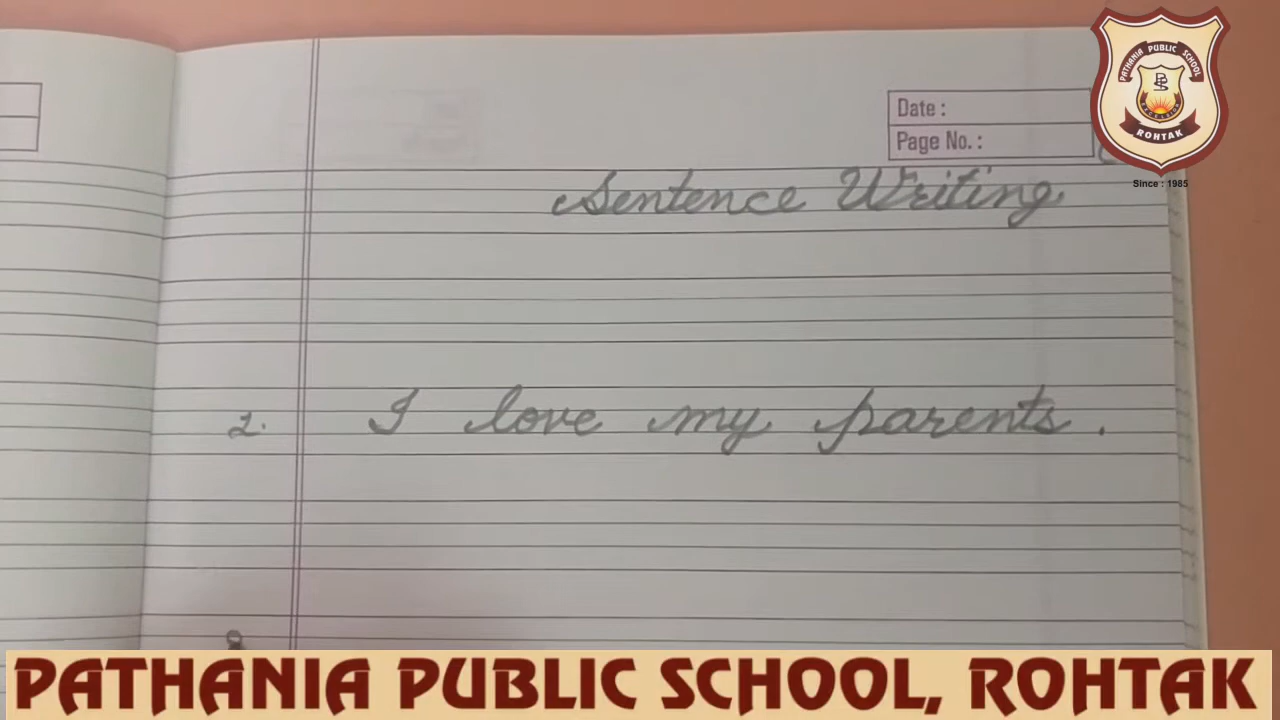 Date :
Page No. :
PATHANIA PUBLIC SCHOOL
ROHTAK
Since : 1985
Sentence Writing
2. I love my parents.
PATHANIA PUBLIC SCHOOL, ROHTAK